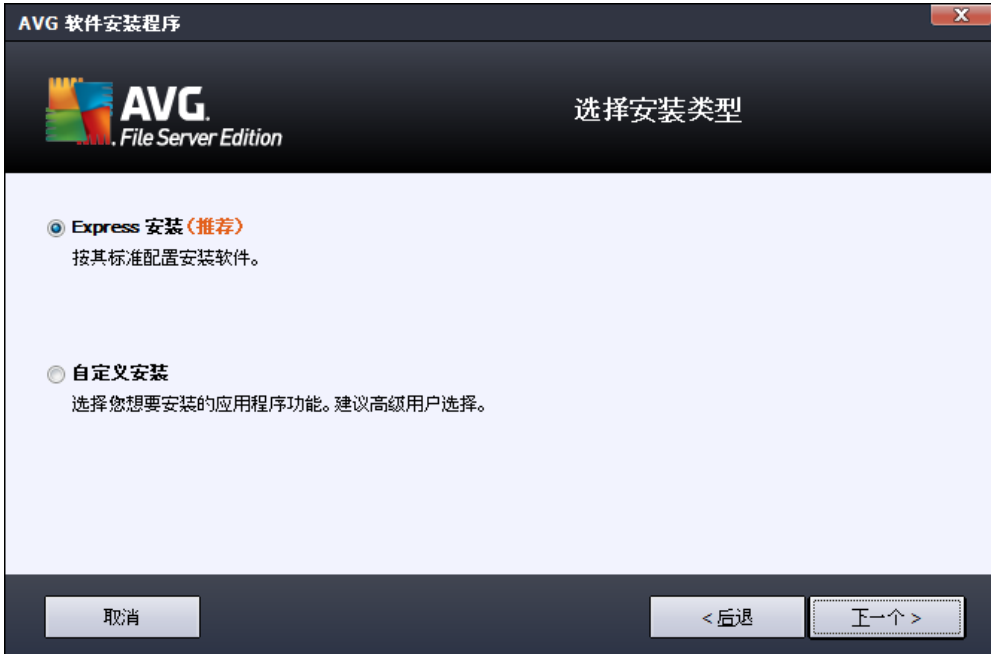 AVG 软件安装程序
X
AVG.
File Server Edition
选择安装类型
Express 安装(推荐)
按其标准配置安装软件。
自定义安装
选择您想要安装的应用程序功能。建议高级用户选择。
取消
< 后退
下一个 >